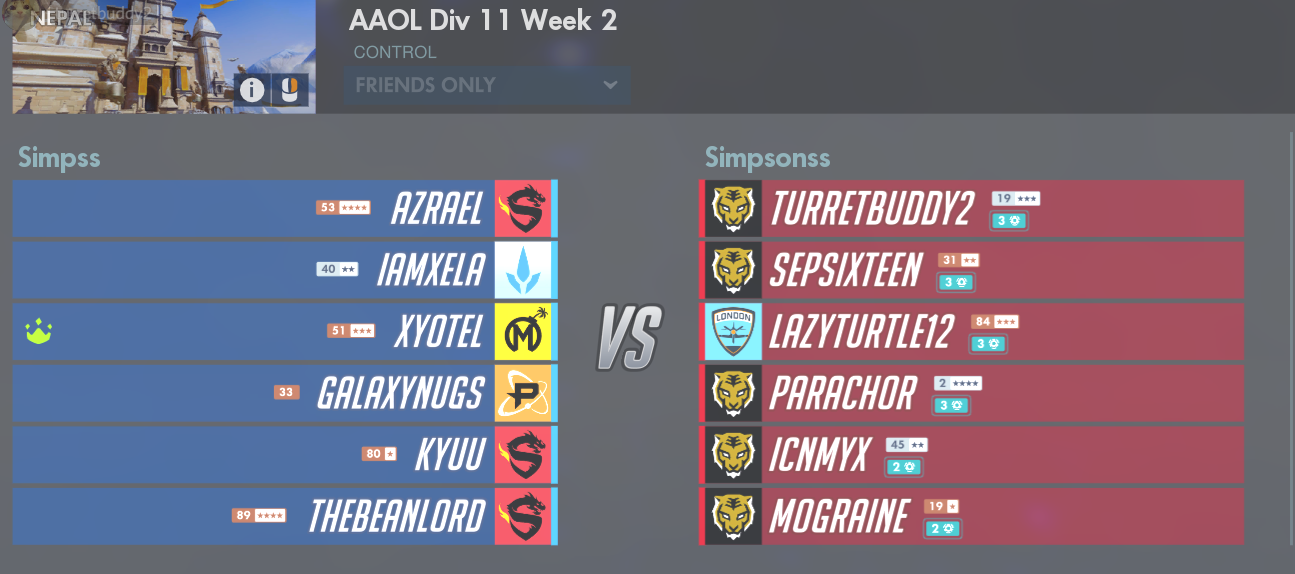 NEPAL
AAOL Div 11 Week 2
CONTROL
FRIENDS ONLY
Simpss
53 AZRAEL
40 IAMXELA
51 XYOTEL
33 GALAXYNUGS
80 KYUU
89 THEBEANLORD
VS
Simpsonss
TURRETBUDDY2 19
3
SEPSIXTEEN 31
3
LONDON
LAZYTURTLE12 84
3
PARACHOR 2
3
ICNMYX 45
2
MOGRAINE 19
2